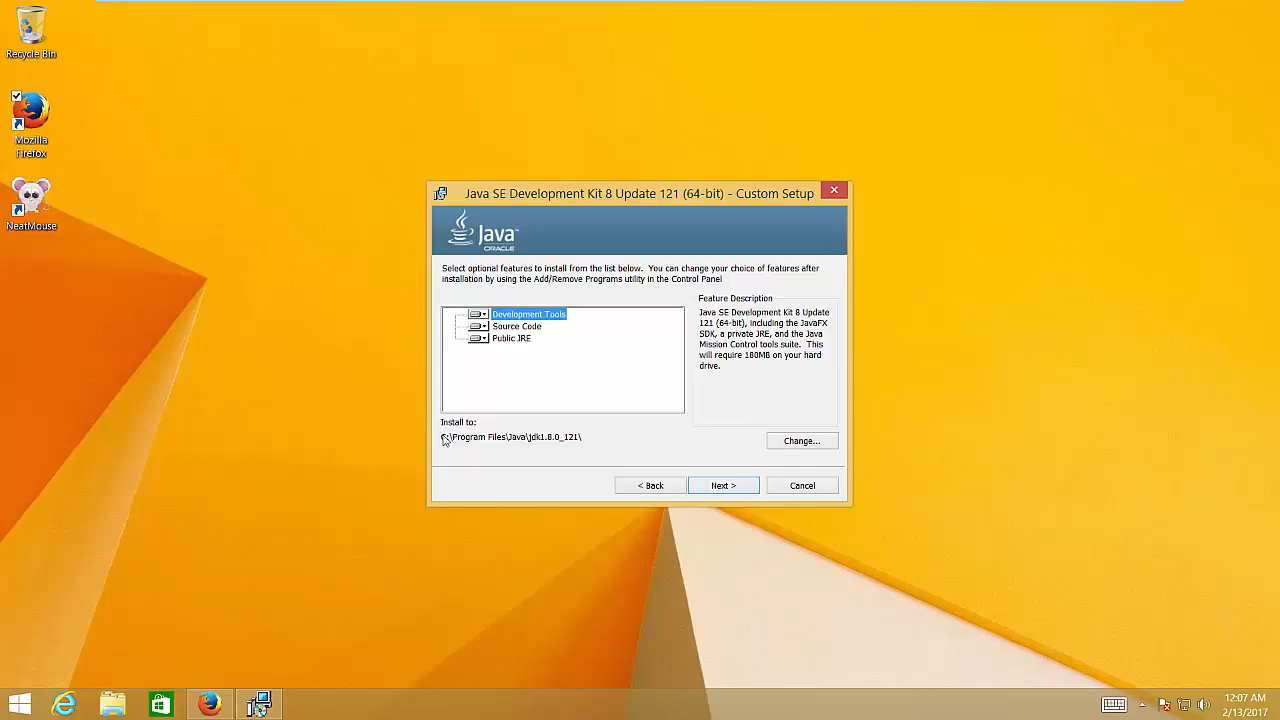 Recycle Bin
Mozilla
Firefox
NeatMouse
Java SE Development Kit 8 Update 121 (64-bit) - Custom Setup
Java™
ORACLE
Select optional features to install from the list below. You can change your choice of features after
installation by using the Add/Remove Programs utility in the Control Panel
Development Tools
Source Code
Public JRE
Feature Description
Java SE Development Kit 8 Update
121 (64-bit), including the JavaFX
SDK, a private JRE, and the Java
Mission Control tools suite. This
will require 180MB on your hard
drive.
Install to:
C:\Program Files\Java\jdk1.8.0_121\
Change...
< Back
Next >
Cancel
12:07 AM
2/13/2017